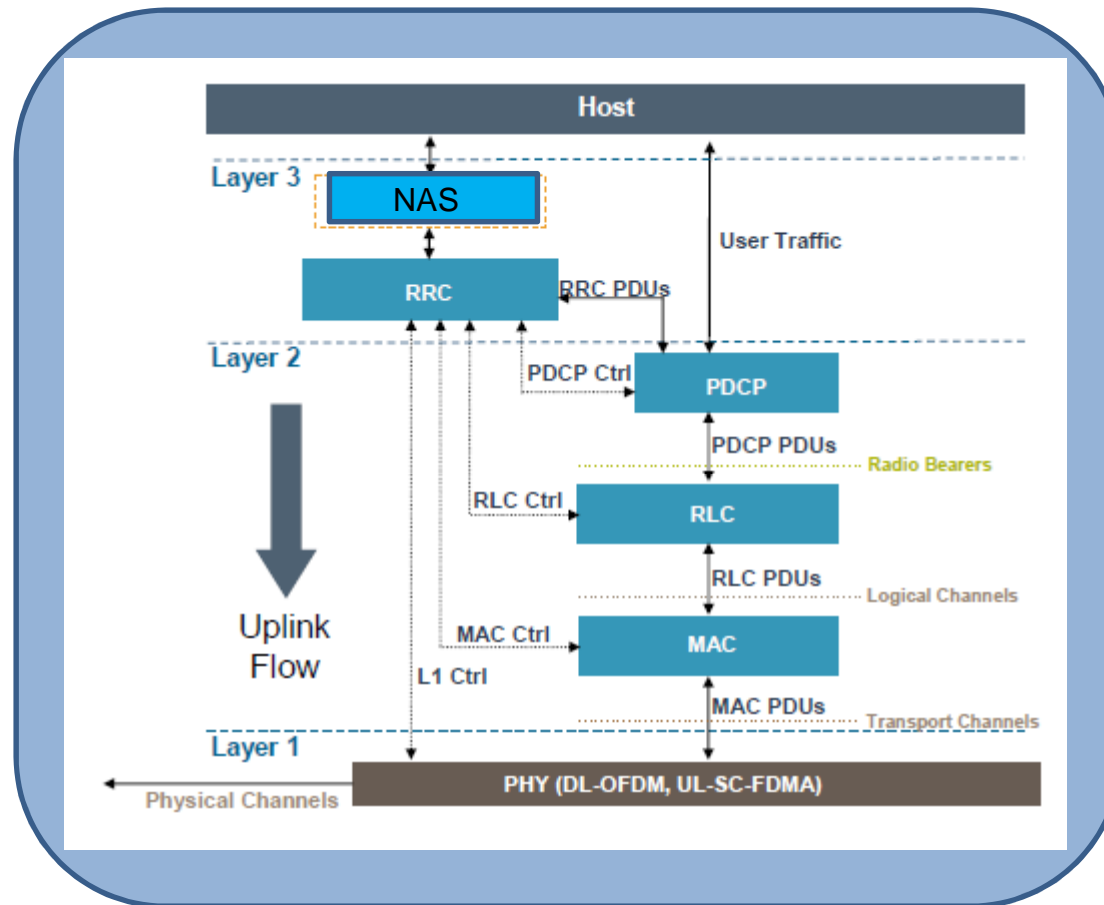 Host
Layer 3
NAS
User Traffic
RRC
RRC PDUs
Layer 2
PDCP Ctrl
PDCP
PDCP PDUs
Radio Bearers
RLC Ctrl
RLC
RLC PDUs
Logical Channels
Uplink
Flow
MAC Ctrl
MAC
L1 Ctrl
MAC PDUs
Transport Channels
Layer 1
PHY (DL-OFDM, UL-SC-FDMA)
Physical Channels